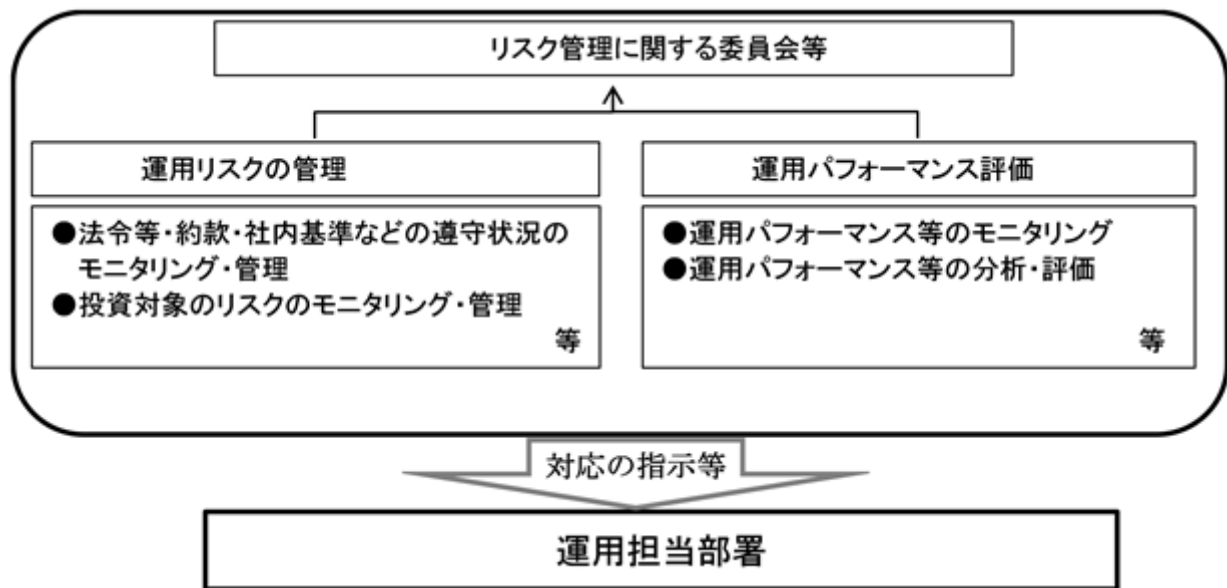 リスク管理に関する委員会等
運用リスクの管理
●法令等・約款・社内基準などの遵守状況の
モニタリング・管理
●投資対象のリスクのモニタリング・管理
等
運用パフォーマンス評価
●運用パフォーマンス等のモニタリング
●運用パフォーマンス等の分析・評価
等
対応の指示等
運用担当部署